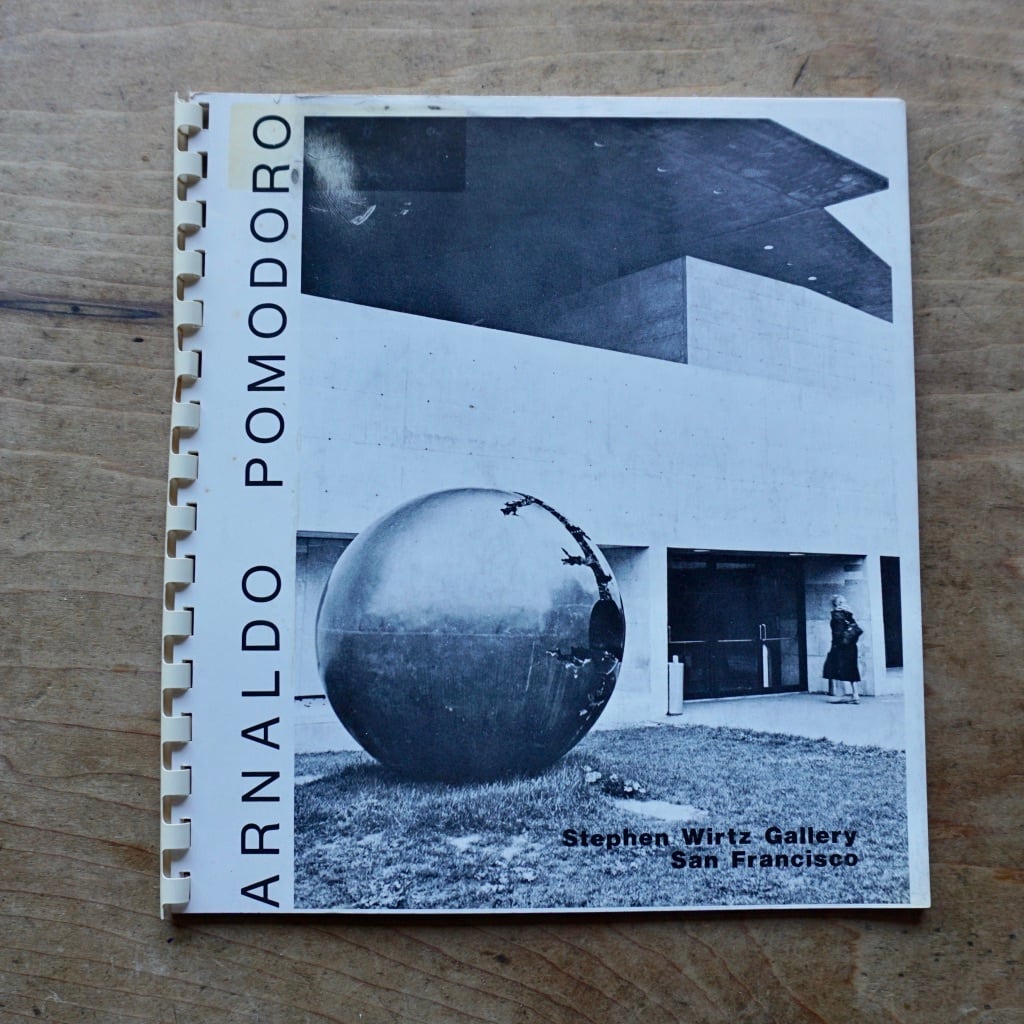 ARNALDO POMODORO
Stephen Wirtz Gallery
San Francisco